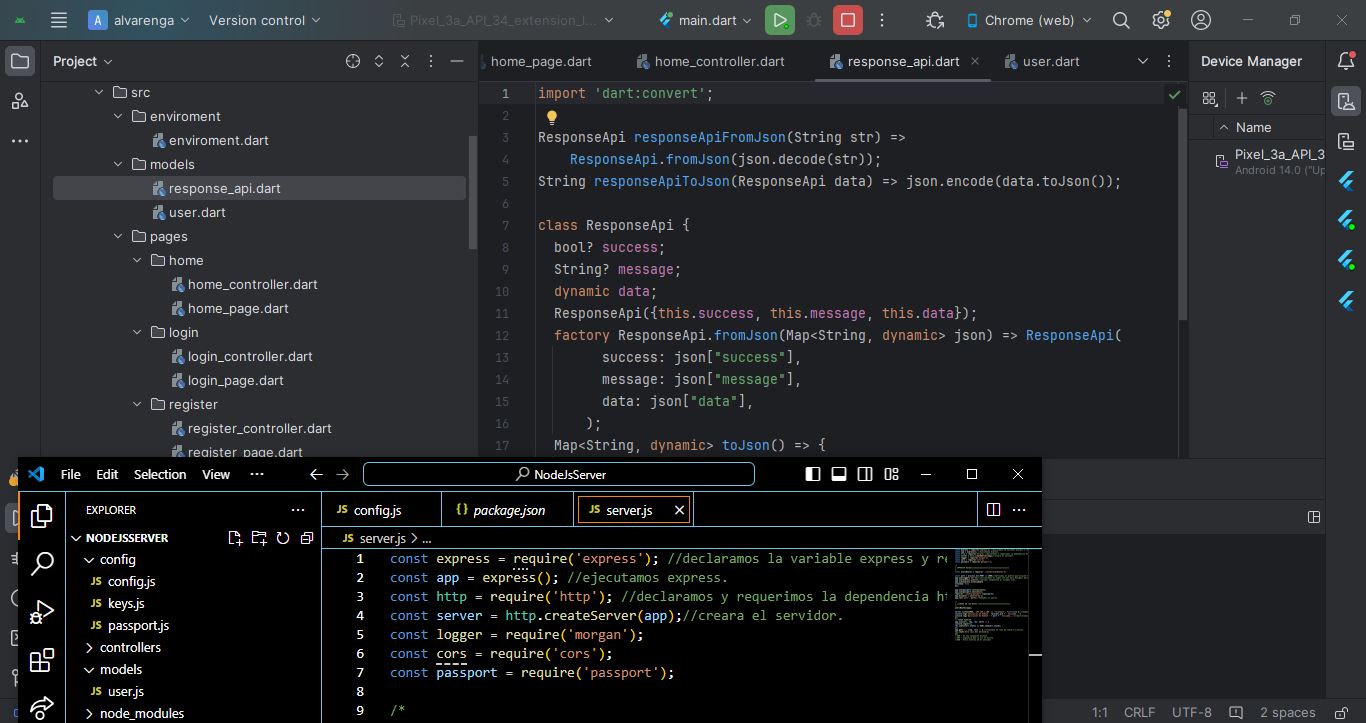 A alvarenga Version control Pixel_3a_API_34_extension_l... main.dart Chrome (web)
Project
src
enviroment
enviroment.dart
models
response_api.dart
user.dart
pages
home
home_controller.dart
home_page.dart
login
login_controller.dart
login_page.dart
register
register_controller.dart
register_page.dart
home_page.dart home_controller.dart response_api.dart user.dart
1 import 'dart:convert';
2
3 ResponseApi responseApiFromJson(String str) =>
4 ResponseApi.fromJson(json.decode(str));
5 String responseApiToJson(ResponseApi data) => json.encode(data.toJson());
6
7 class ResponseApi {
8 bool? success;
9 String? message;
10 dynamic data;
11 ResponseApi({this.success, this.message, this.data});
12 factory ResponseApi.fromJson(Map<String, dynamic> json) => ResponseApi(
13 success: json["success"],
14 message: json["message"],
15 data: json["data"],
16 );
17 Map<String, dynamic> toJson() => {
Device Manager
Name
Pixel_3a_API_3
Android 14.0 ("Up
File Edit Selection View ... NodeJsServer
EXPLORER ...
NODEJSSERVER
config
JS config.js
JS keys.js
JS passport.js
controllers
models
JS user.js
node_modules
JS config.js {} package.json JS server.js
JS server.js > ...
1 const express = require('express'); //declaramos la variable express y re
2 const app = express(); //ejecutamos express.
3 const http = require('http'); //declaramos y requerimos la dependencia ht
4 const server = http.createServer(app);//creara el servidor.
5 const logger = require('morgan');
6 const cors = require('cors');
7 const passport = require('passport');
8
9 /*
1:1 CRLF UTF-8 2 spaces